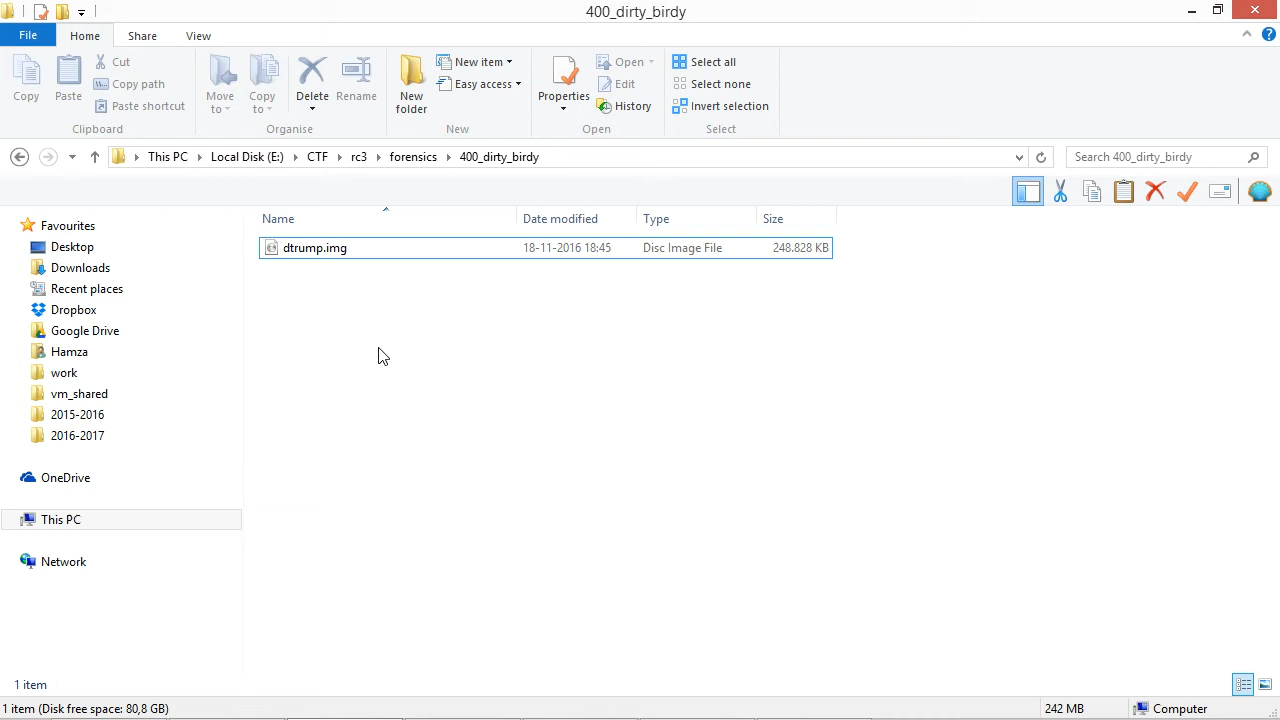 400_dirty_birdy
File
Home
Share
View
Copy
Paste
Cut
Copy path
Paste shortcut
Clipboard
Move to
Copy to
Delete
Rename
Organise
New folder
New item
Easy access
New
Properties
Open
Edit
History
Open
Select all
Select none
Invert selection
Select
This PC
Local Disk (E:)
CTF
rc3
forensics
400_dirty_birdy
Search 400_dirty_birdy
Name
Date modified
Type
Size
dtrump.img
18-11-2016 18:45
Disc Image File
248.828 KB
Favourites
Desktop
Downloads
Recent places
Dropbox
Google Drive
Hamza
work
vm_shared
2015-2016
2016-2017
OneDrive
This PC
Network
1 item
1 item (Disk free space: 80,8 GB)
242 MB
Computer